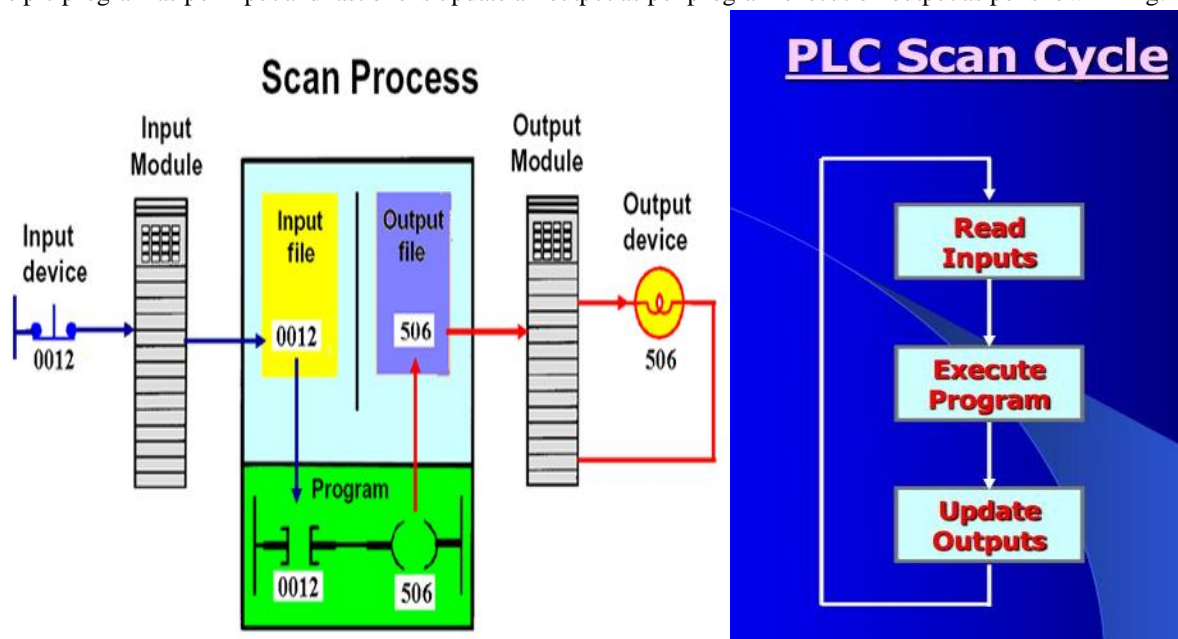 Scan Process
Input
Module
Output
Module
Input
device
0012
Input
file
0012
Output
file
506
Output
device
506
Program
0012
506
PLC Scan Cycle
Read
Inputs
Execute
Program
Update
Outputs